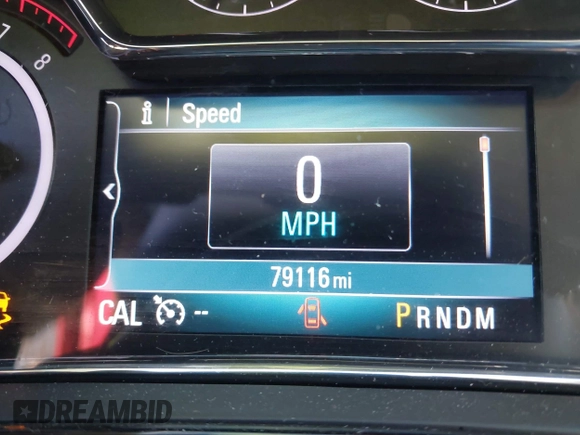 7
8
i | Speed
0
MPH
79116 mi
CAL -- PRNDM
DREAMBID